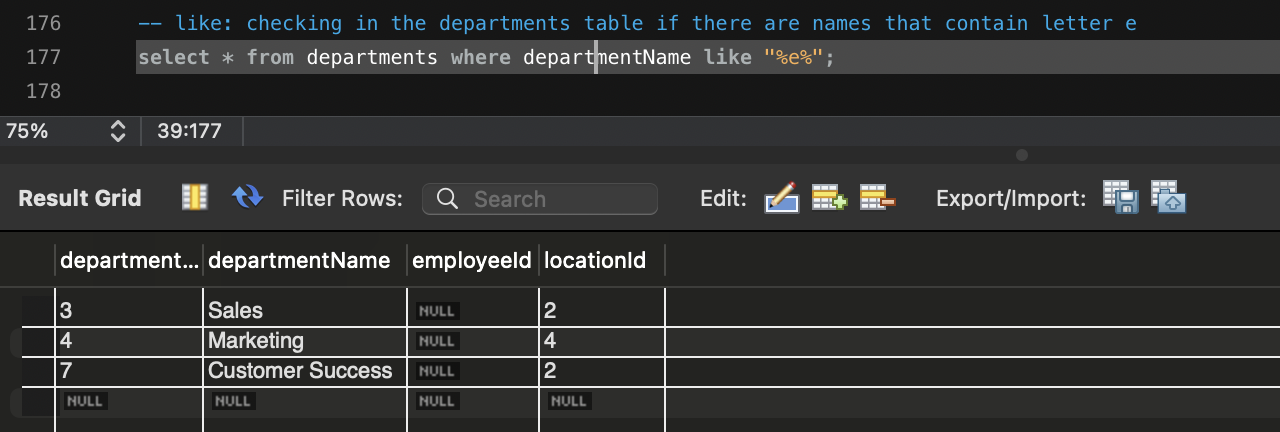 176 -- like: checking in the departments table if there are names that contain letter e
177 select * from departments where departmentName like "%e%";
178
75% 39:177
Result Grid Filter Rows: Search Edit: Export/Import:
department... departmentName employeeId locationId
3 Sales NULL 2
4 Marketing NULL 4
7 Customer Success NULL 2
NULL NULL NULL NULL